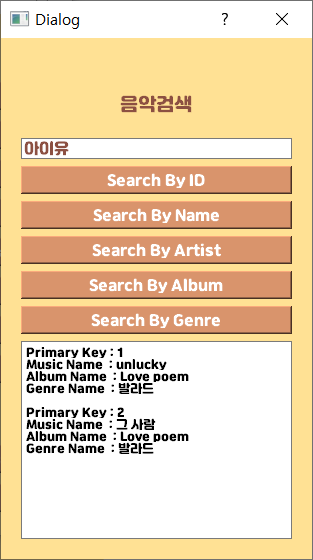 Dialog
?
음악검색
아이유
Search By ID
Search By Name
Search By Artist
Search By Album
Search By Genre
Primary Key : 1
Music Name : unlucky
Album Name : Love poem
Genre Name : 발라드
Primary Key : 2
Music Name : 그 사람
Album Name : Love poem
Genre Name : 발라드